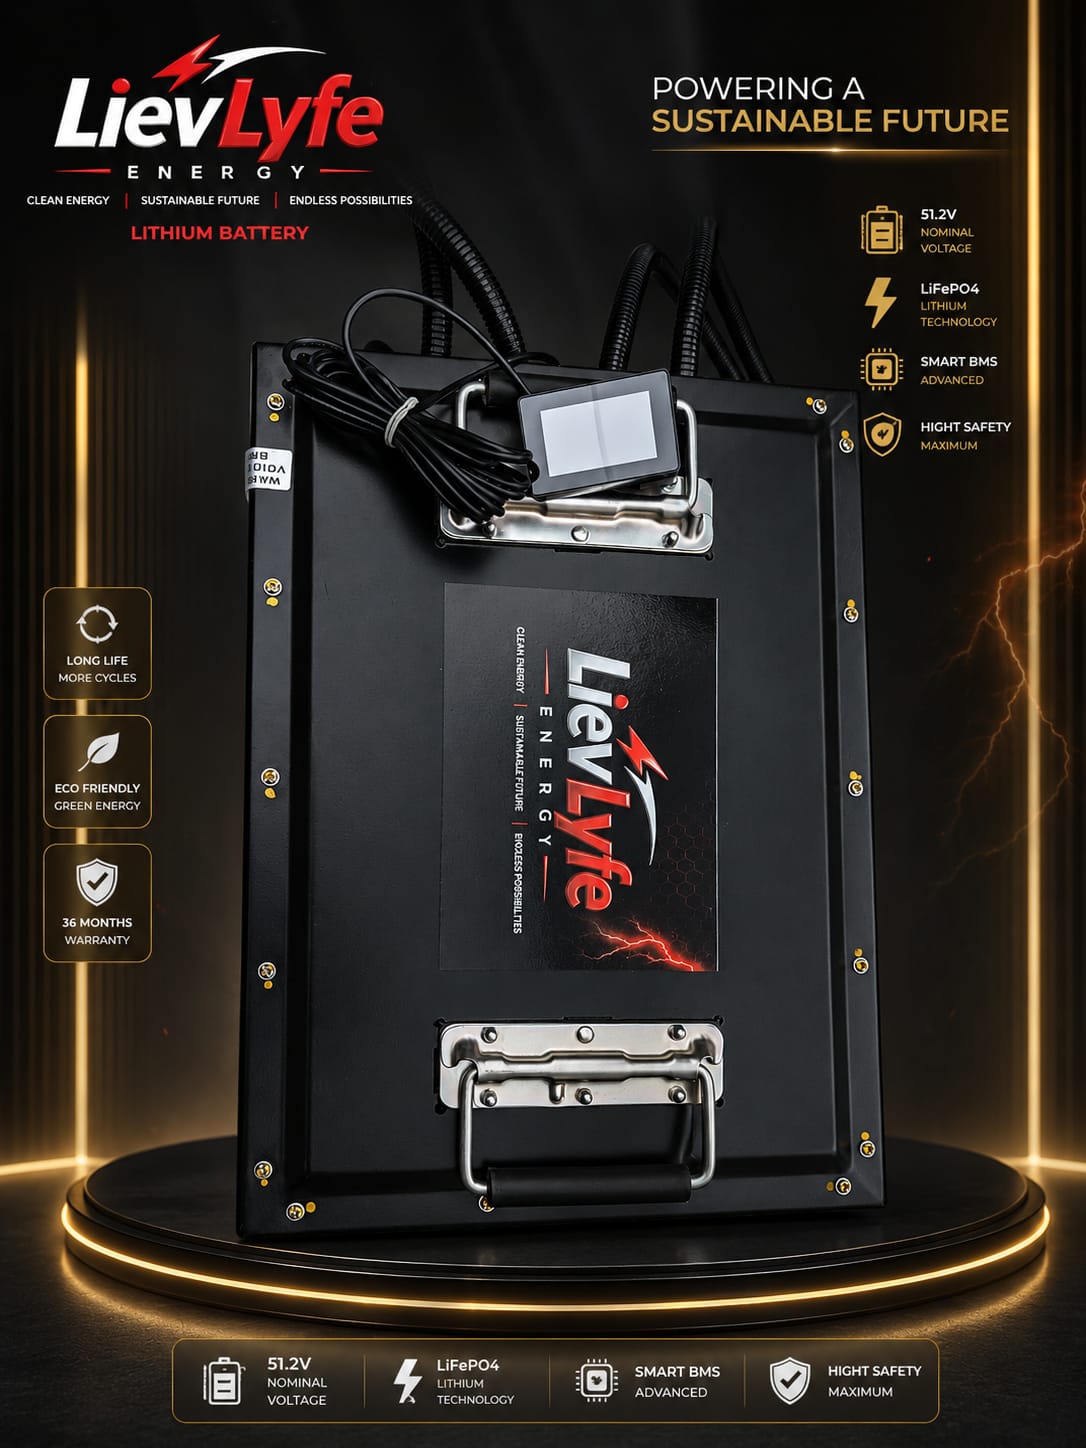 LievLyfe
ENERGY
CLEAN ENERGY | SUSTAINABLE FUTURE | ENDLESS POSSIBILITIES
LITHIUM BATTERY
POWERING A
SUSTAINABLE FUTURE
51.2V
NOMINAL
VOLTAGE
LiFePO4
LITHIUM
TECHNOLOGY
SMART BMS
ADVANCED
HIGHT SAFETY
MAXIMUM
LONG LIFE
MORE CYCLES
ECO FRIENDLY
GREEN ENERGY
36 MONTHS
WARRANTY
LievLyfe
ENERGY
CLEAN ENERGY | SUSTAINABLE FUTURE | ENDLESS POSSIBILITIES
51.2V
NOMINAL
VOLTAGE
LiFePO4
LITHIUM
TECHNOLOGY
SMART BMS
ADVANCED
HIGHT SAFETY
MAXIMUM